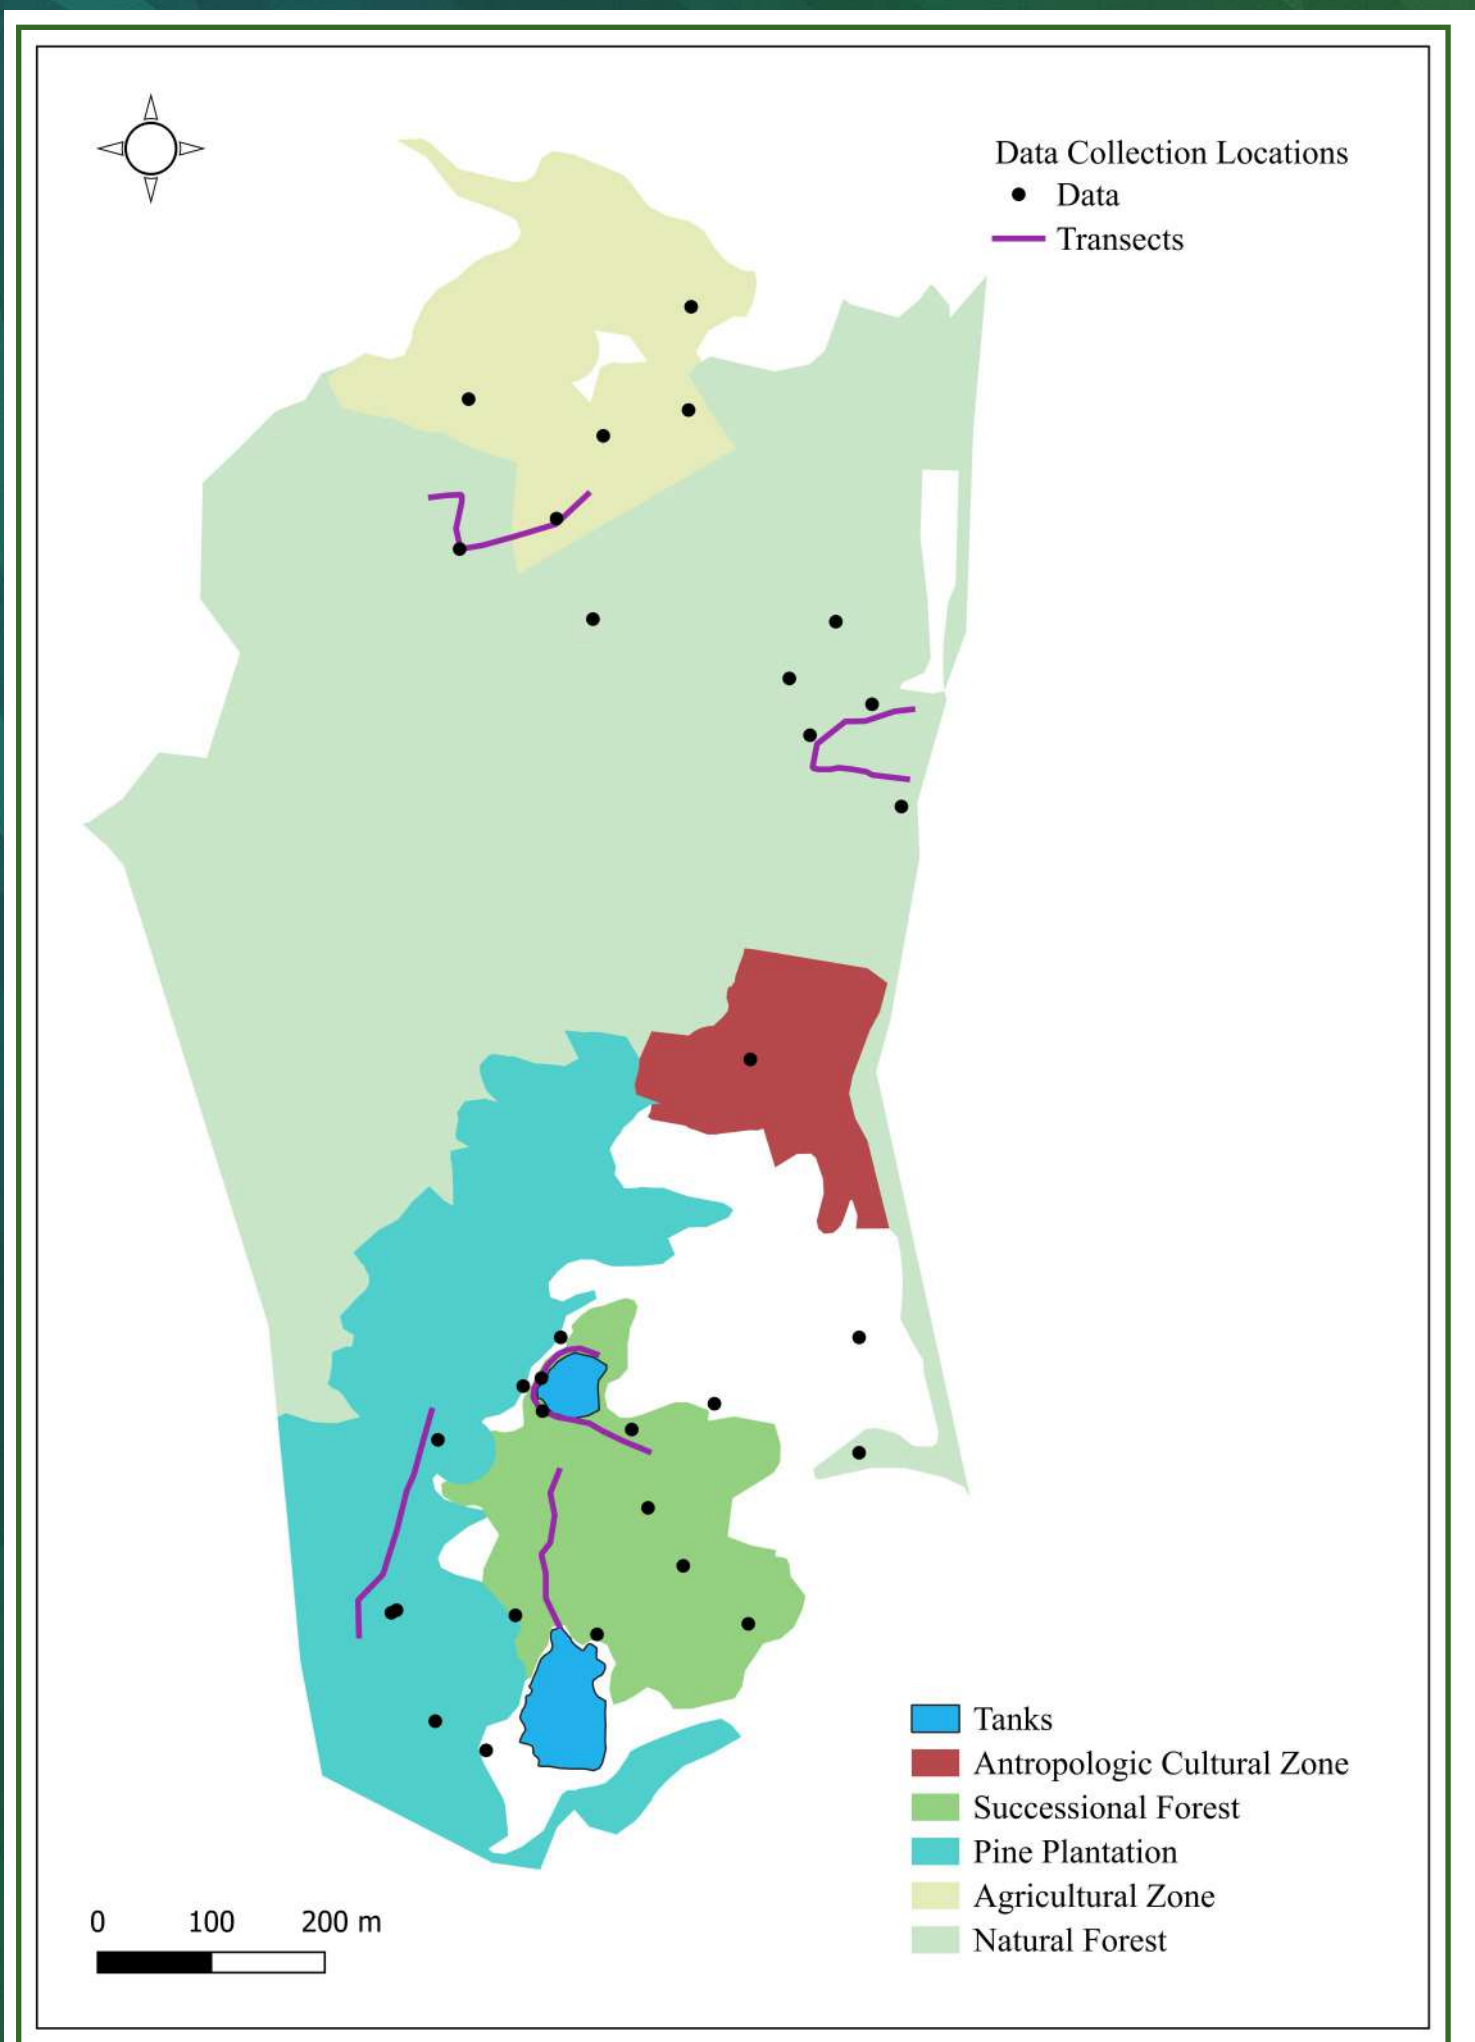 Data Collection Locations
Data
Transects
Tanks
Antropologic Cultural Zone
Successional Forest
Pine Plantation
Agricultural Zone
Natural Forest
0 100 200 m